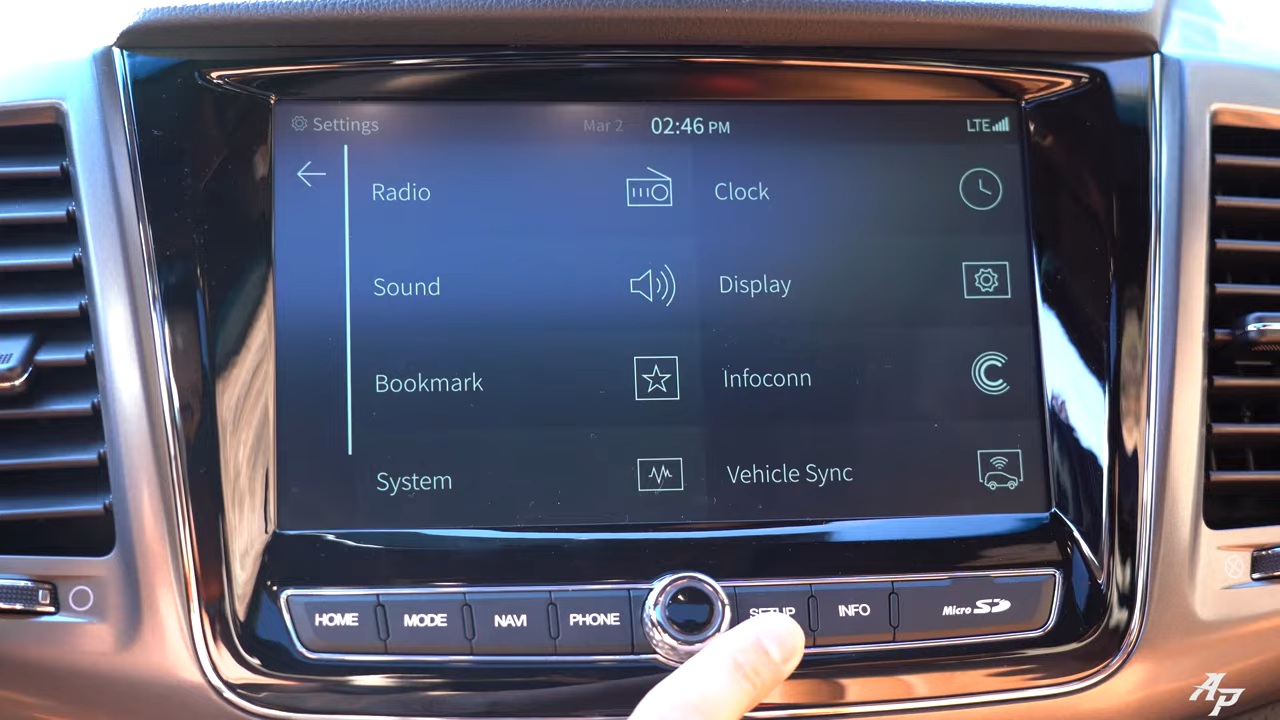 Settings
Mar 2
02:46 PM
LTE
Radio
Clock
Sound
Display
Bookmark
Infoconn
System
Vehicle Sync
HOME
MODE
NAVI
PHONE
SETUP
INFO
Micro SD
AP